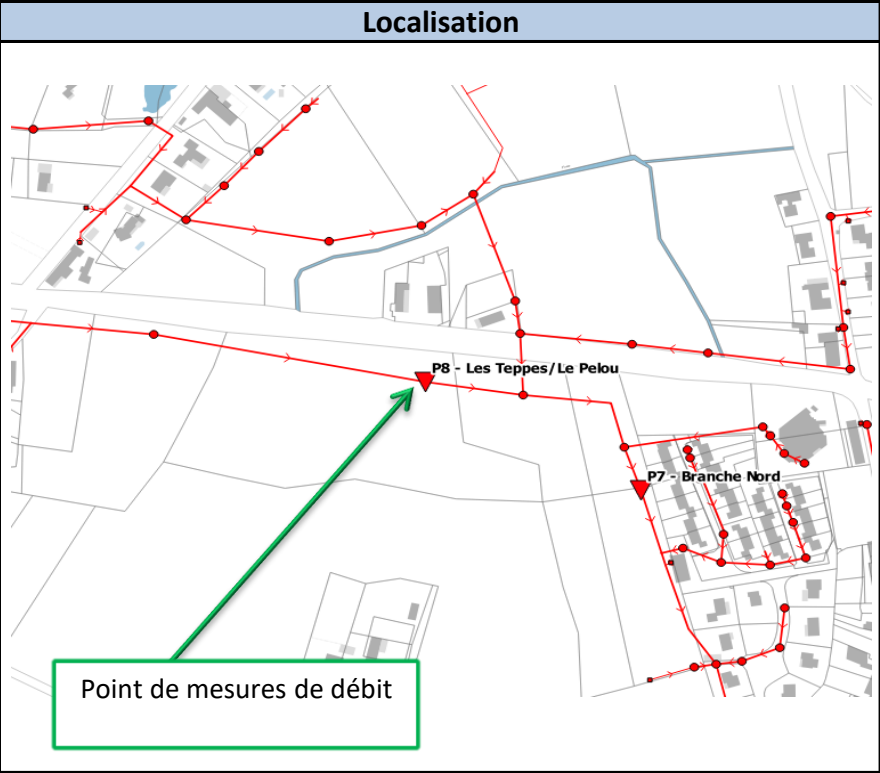 Localisation
P8 - Les Teppes/Le Pelou
P7 - Branche Nord
Point de mesures de débit